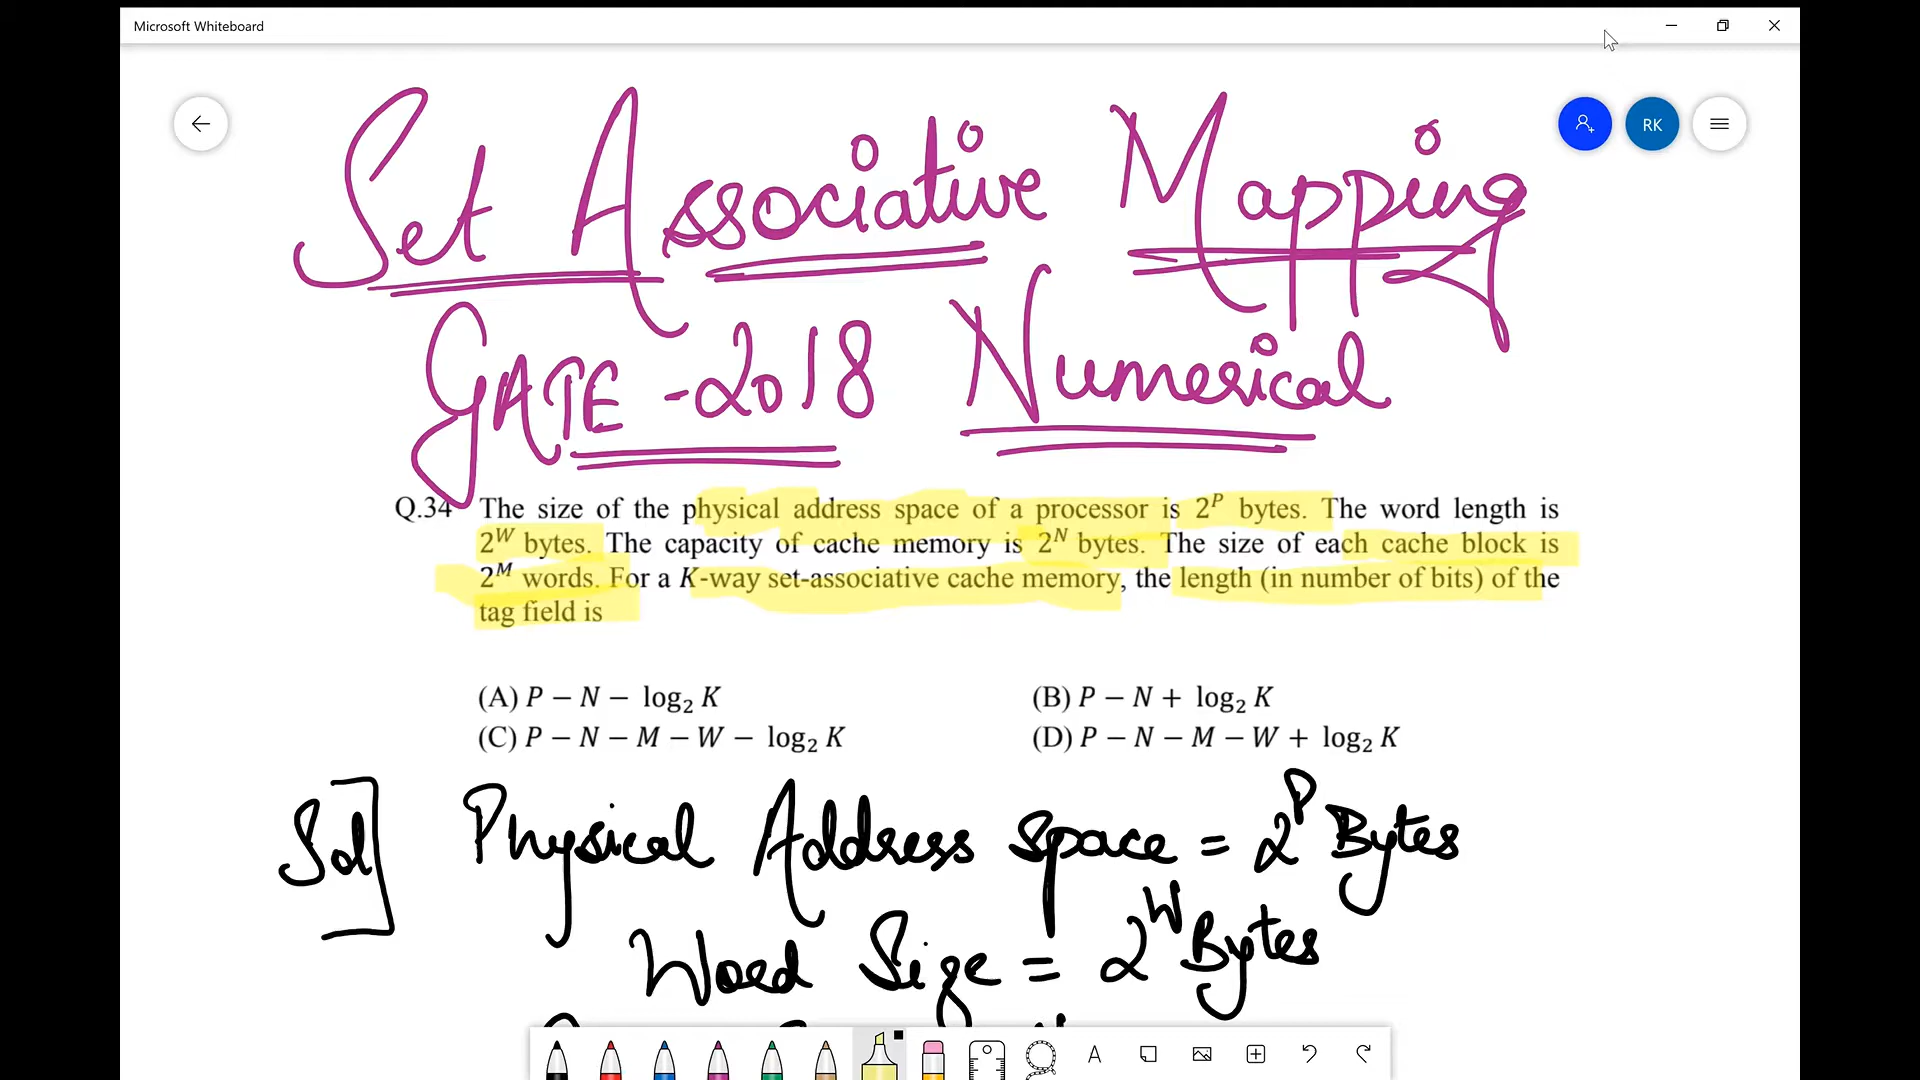 Microsoft Whiteboard
RK
Set Associative Mapping
GATE-2018 Numerical
Q.34 The size of the physical address space of a processor is 2^P bytes. The word length is
2^W bytes. The capacity of cache memory is 2^N bytes. The size of each cache block is
2^M words. For a K-way set-associative cache memory, the length (in number of bits) of the
tag field is
(A) P − N − log₂ K (B) P − N + log₂ K
(C) P − N − M − W − log₂ K (D) P − N − M − W + log₂ K
Sol] Physical Address Space = 2^P Bytes
Word Size = 2^W Bytes
A